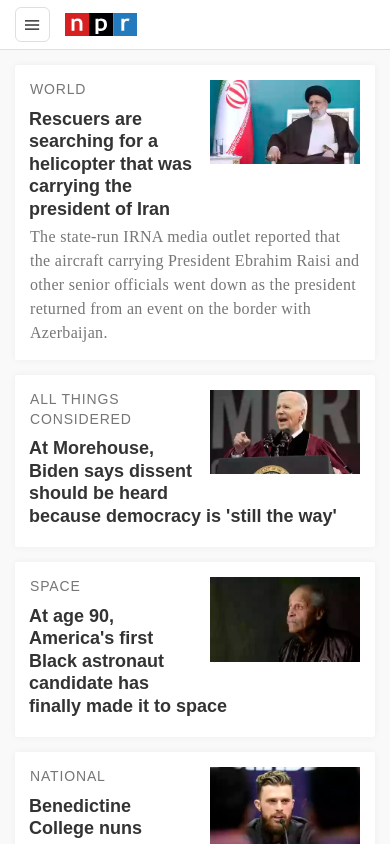 npr
WORLD
Rescuers are
searching for a
helicopter that was
carrying the
president of Iran
The state-run IRNA media outlet reported that
the aircraft carrying President Ebrahim Raisi and
other senior officials went down as the president
returned from an event on the border with
Azerbaijan.
ALL THINGS
CONSIDERED
At Morehouse,
Biden says dissent
should be heard
because democracy is 'still the way'
SPACE
At age 90,
America's first
Black astronaut
candidate has
finally made it to space
NATIONAL
Benedictine
College nuns